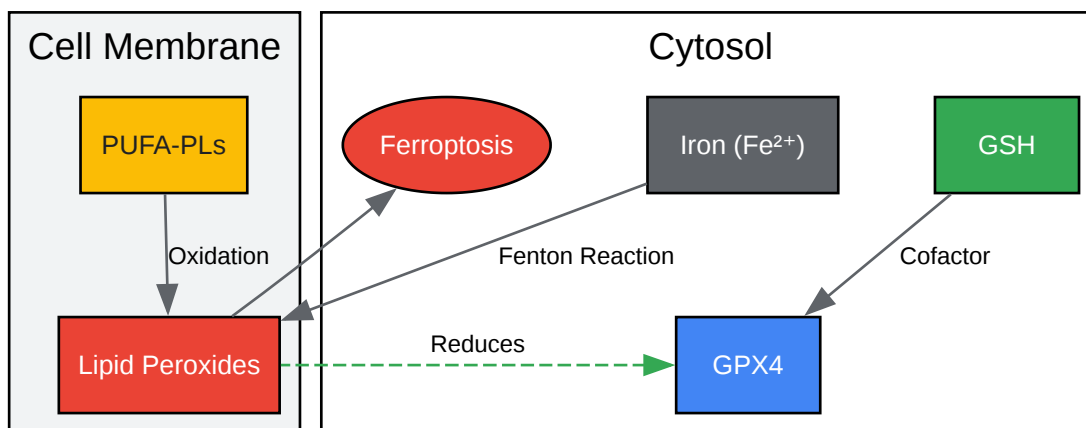 Cell Membrane
Cytosol
PUFA-PLs
Ferroptosis
Iron (Fe²⁺)
GSH
Oxidation
Fenton Reaction
Cofactor
Lipid Peroxides
Reduces
GPX4